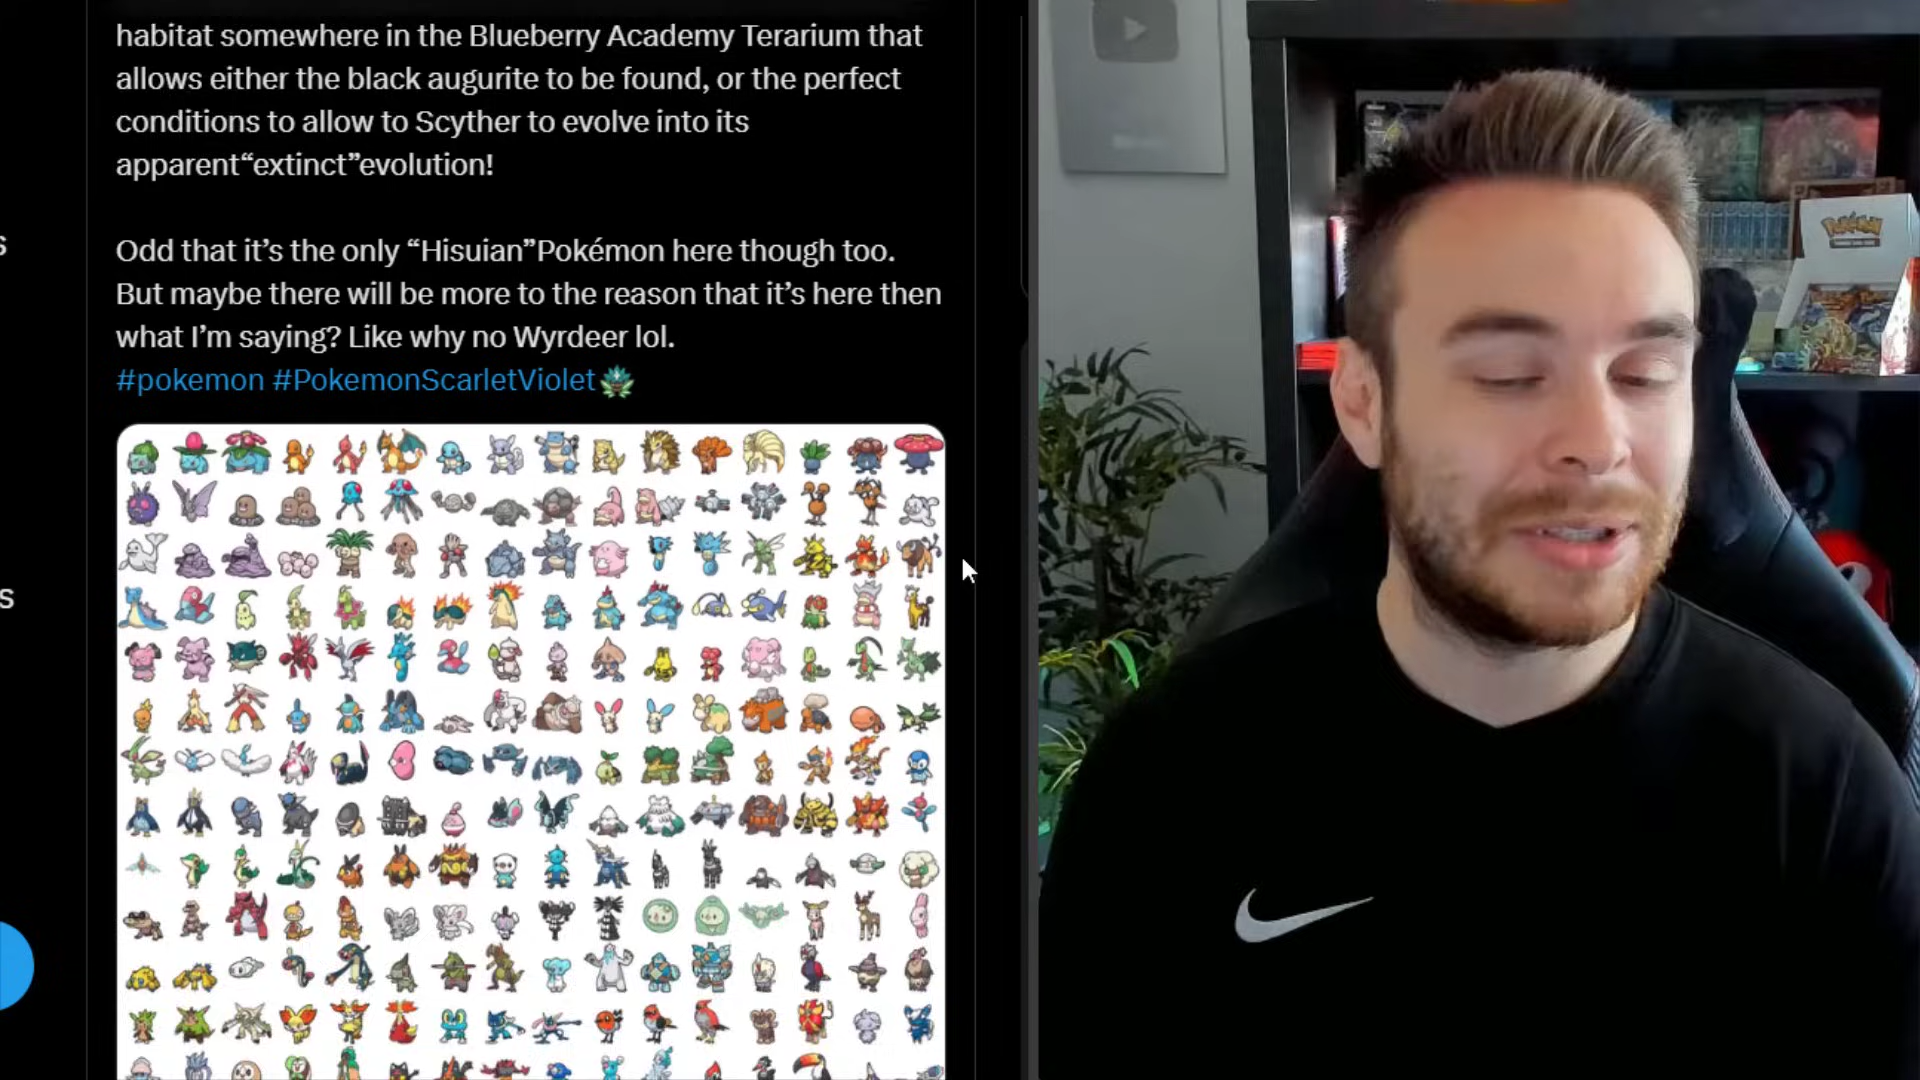 habitat somewhere in the Blueberry Academy Terarium that
allows either the black augurite to be found, or the perfect
conditions to allow to Scyther to evolve into its
apparent“extinct”evolution!
Odd that it’s the only “Hisuian”Pokémon here though too.
But maybe there will be more to the reason that it’s here then
what I’m saying? Like why no Wyrdeer lol.
#pokemon #PokemonScarletViolet
s
s
POKéMON